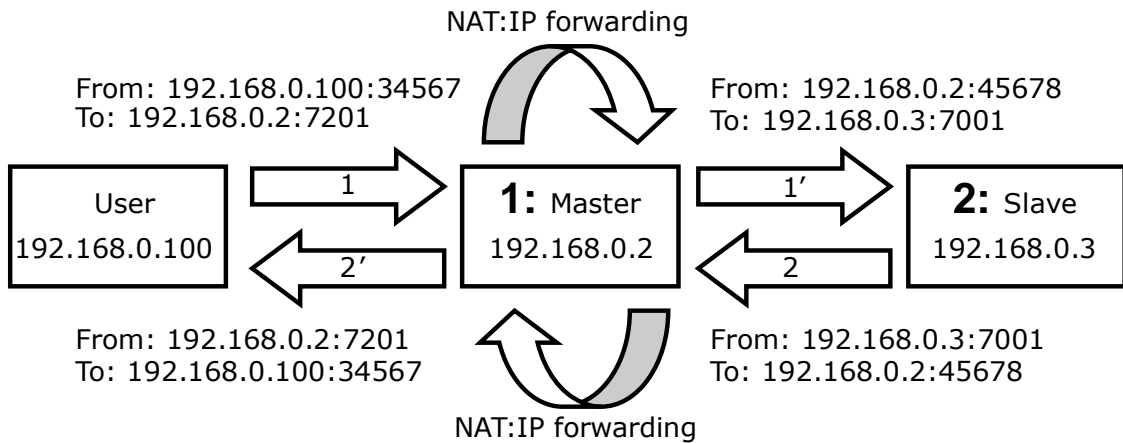 NAT:IP forwarding
From: 192.168.0.100:34567
To: 192.168.0.2:7201
From: 192.168.0.2:45678
To: 192.168.0.3:7001
User
192.168.0.100
1
1: Master
192.168.0.2
1′
2: Slave
192.168.0.3
2′
2
From: 192.168.0.2:7201
To: 192.168.0.100:34567
From: 192.168.0.3:7001
To: 192.168.0.2:45678
NAT:IP forwarding